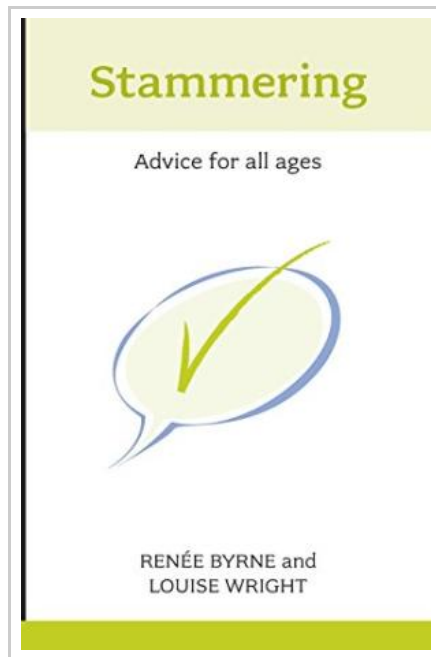 Stammering
Advice for all ages
RENÉE BYRNE and
LOUISE WRIGHT